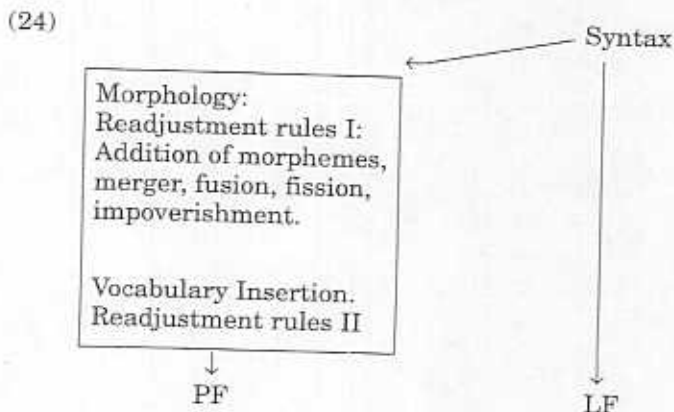 (24)
Syntax
Morphology:
Readjustment rules I:
Addition of morphemes,
merger, fusion, fission,
impoverishment.
Vocabulary Insertion.
Readjustment rules II
PF
LF